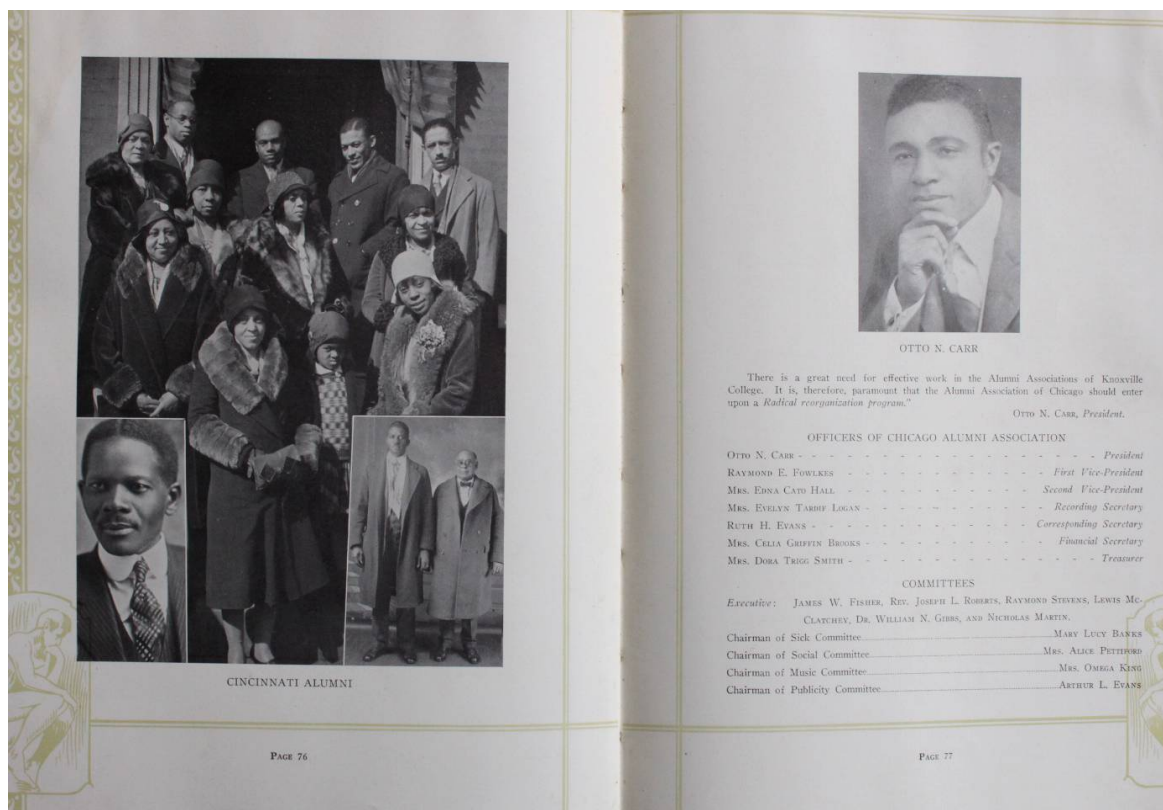 CINCINNATI ALUMNI
PAGE 76
OTTO N. CARR
There is a great need for effective work in the Alumni Associations of Knoxville
College. It is, therefore, paramount that the Alumni Association of Chicago should enter
upon a Radical reorganization program."
OTTO N. CARR, President.
OFFICERS OF CHICAGO ALUMNI ASSOCIATION
OTTO N. CARR - - - - - - - - - - - - - - - - - President
RAYMOND E. FOWLKES - - - - - - - - - - - - - First Vice-President
MRS. EDNA CATO HALL - - - - - - - - - - - - Second Vice-President
MRS. EVELYN TARDIF LOGAN - - - - - - - - - - - Recording Secretary
RUTH H. EVANS - - - - - - - - - - - - - Corresponding Secretary
MRS. CELIA GRIFFIN BROOKS - - - - - - - - - - - Financial Secretary
MRS. DORA TRIGG SMITH - - - - - - - - - - - - - - Treasurer
COMMITTEES
Executive: JAMES W. FISHER, REV. JOSEPH L. ROBERTS, RAYMOND STEVENS, LEWIS MC-
CLATCHEY, DR. WILLIAM N. GIBBS, AND NICHOLAS MARTIN.
Chairman of Sick Committee MARY LUCY BANKS
Chairman of Social Committee MRS. ALICE PETTIFORD
Chairman of Music Committee MRS. OMEGA KING
Chairman of Publicity Committee ARTHUR L. EVANS
PAGE 77